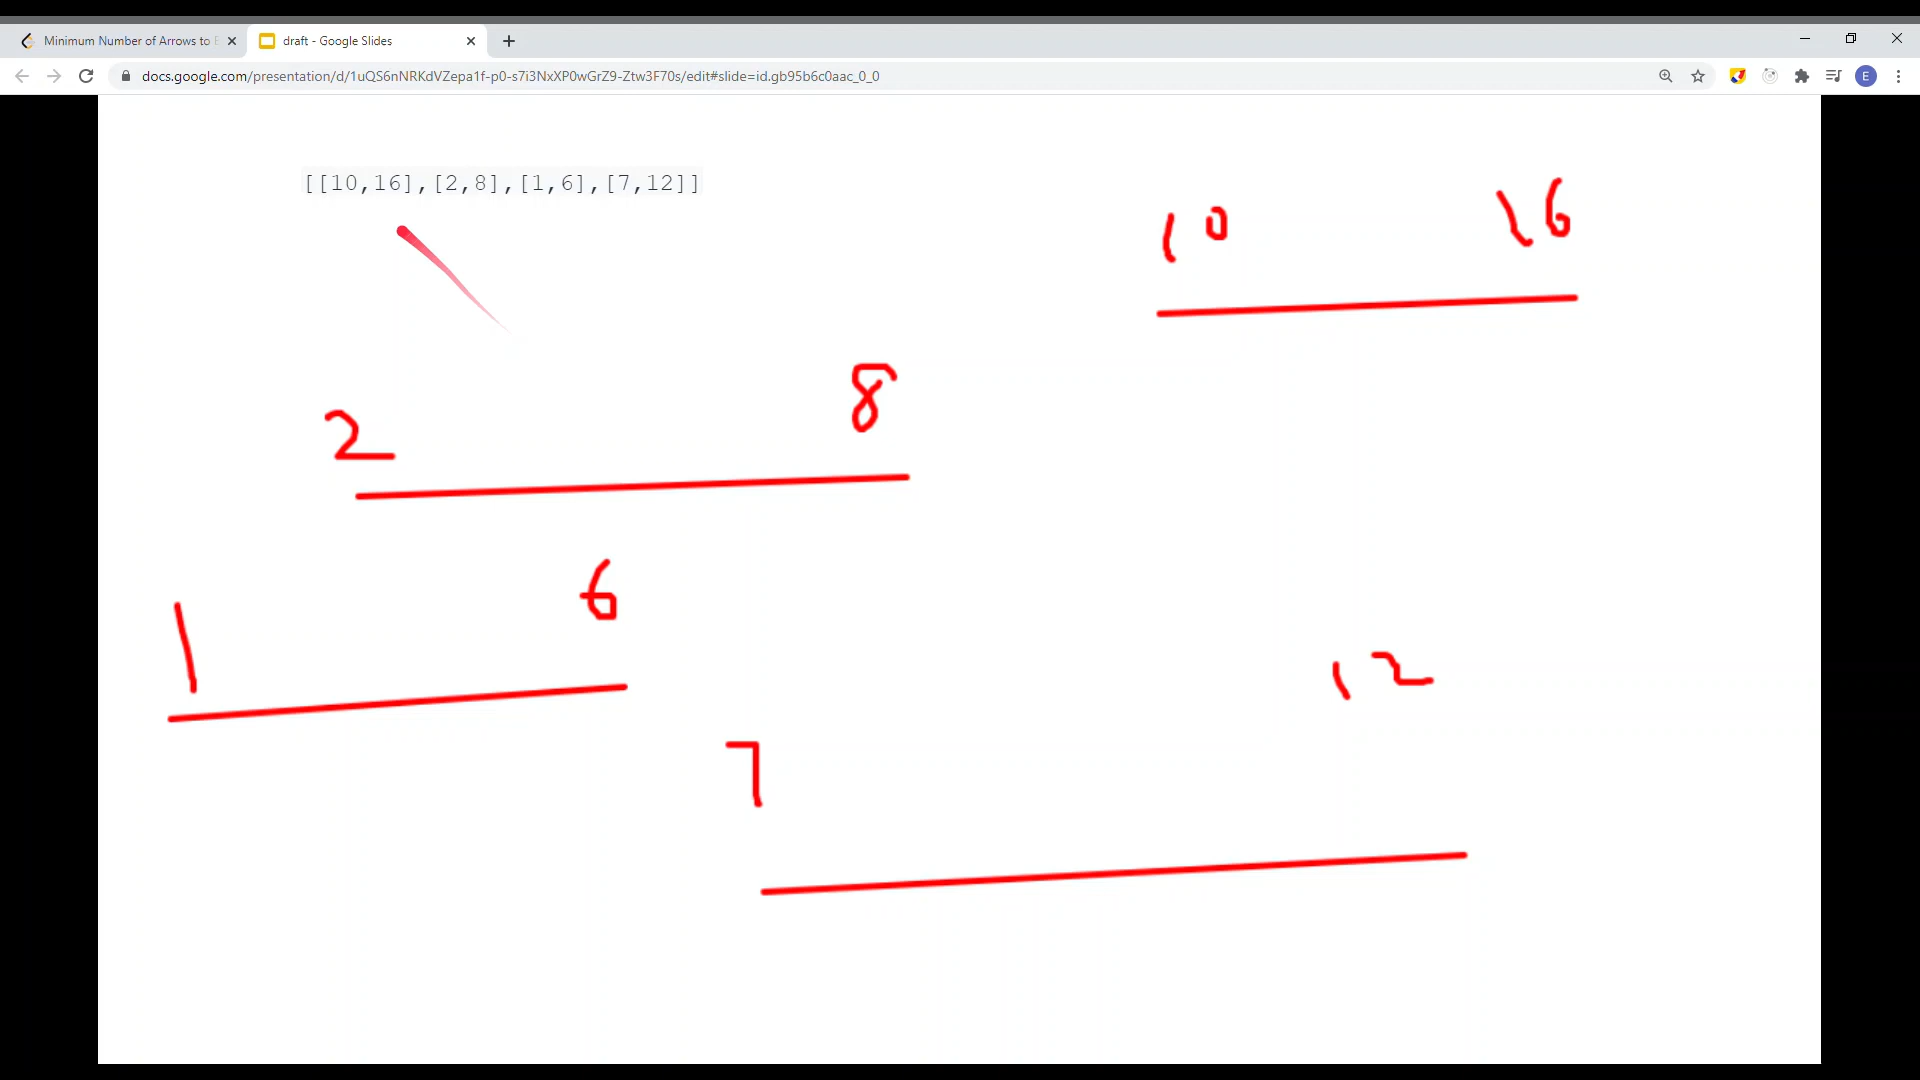 Minimum Number of Arrows to
draft - Google Slides
docs.google.com/presentation/d/1uQS6nNRKdVZepa1f-p0-s7i3NxXP0wGrZ9-Ztw3F70s/edit#slide=id.gb95b6c0aac_0_0
E
[[10,16],[2,8],[1,6],[7,12]]
10 16
2 8
1 6
7 12